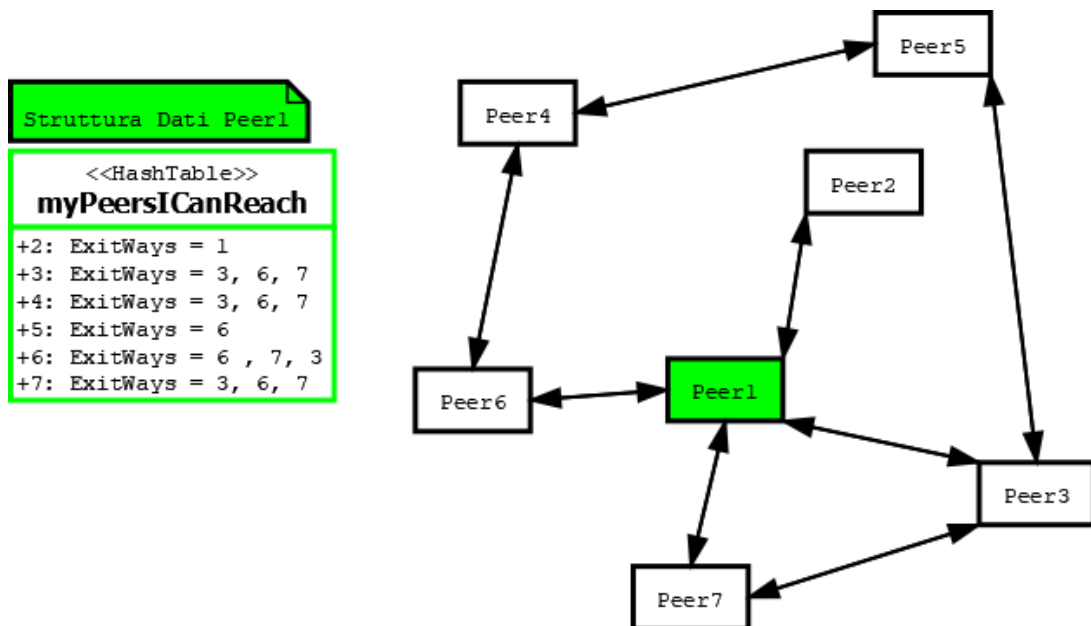 Struttura Dati Peer1
<<HashTable>>
myPeersICanReach
+2: ExitWays = 1
+3: ExitWays = 3, 6, 7
+4: ExitWays = 3, 6, 7
+5: ExitWays = 6
+6: ExitWays = 6 , 7, 3
+7: ExitWays = 3, 6, 7
Peer5
Peer4
Peer2
Peer1
Peer6
Peer3
Peer7